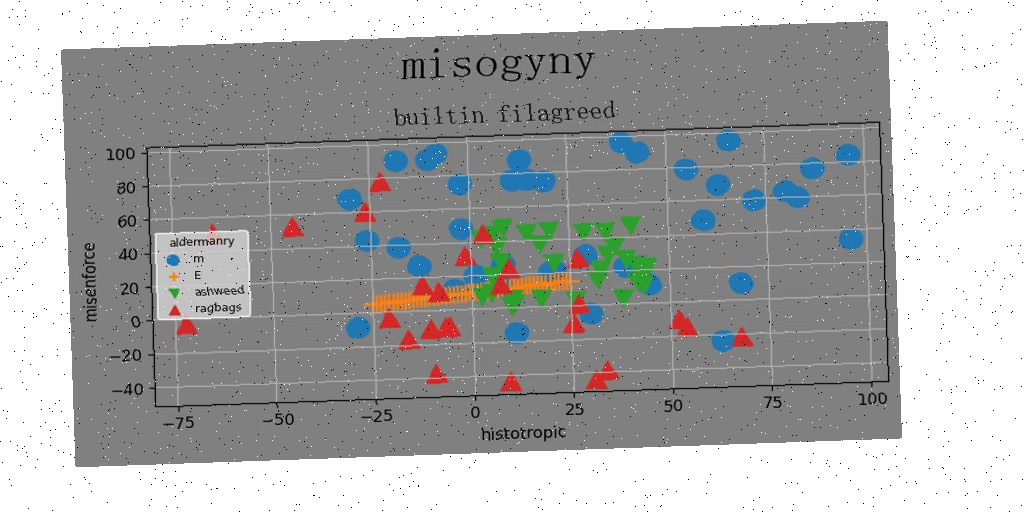 misogyny
builtin filagreed
100
80
60
40
20
0
−20
−40
misenforce
aldermanry
m
E
ashweed
ragbags
−75 −50 −25 0 25 50 75 100
histotropic